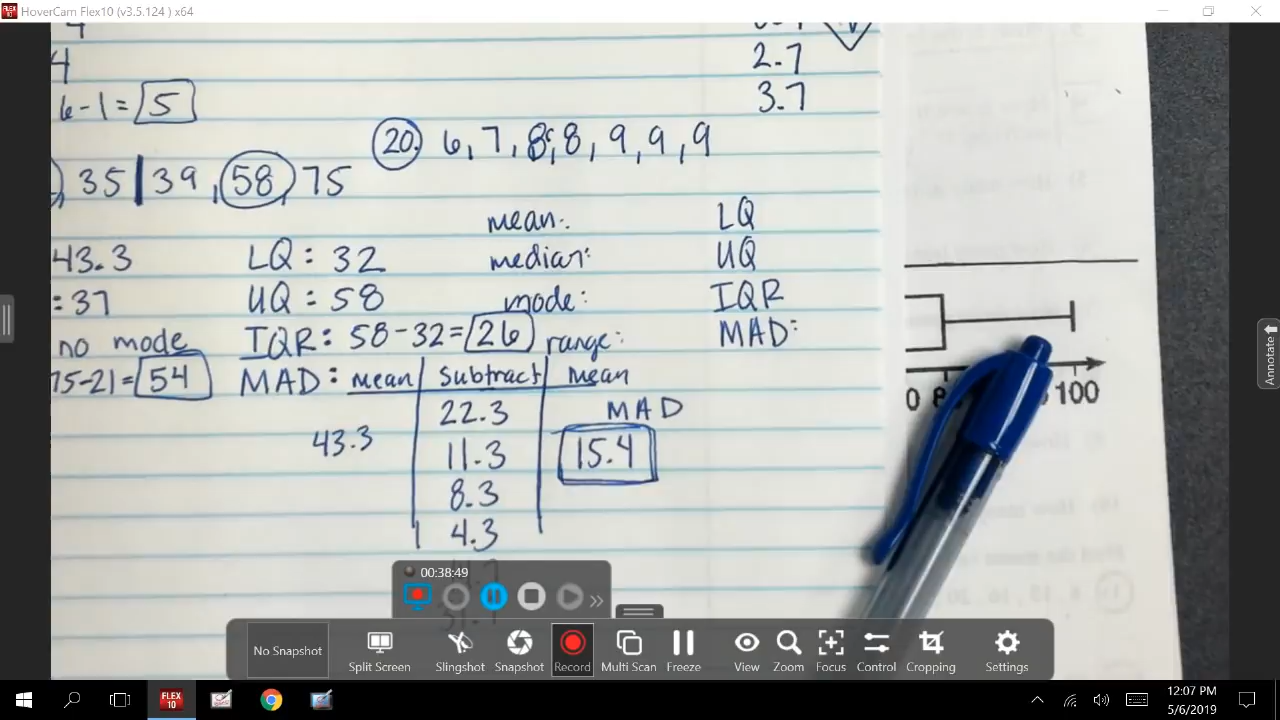 HoverCam Flex10 (v3.5.124 ) x64
4
2.7
3.7
6-1= 5
20. 6, 7, 8, 8, 9, 9, 9
, 35 | 39 , 58, 75
mean: LQ
43.3 LQ : 32 median: UQ
: 37 UQ : 58 mode: IQR
no mode IQR: 58-32= 26 range: MAD:
75-21= 54 MAD: mean Subtract mean
22.3 MAD
43.3 11.3 15.4
8.3
4.3
100
Annotate
00:38:49
No Snapshot
Split Screen
Slingshot
Snapshot
Record
Multi Scan
Freeze
View
Zoom
Focus
Control
Cropping
Settings
FLEX 10
12:07 PM
5/6/2019